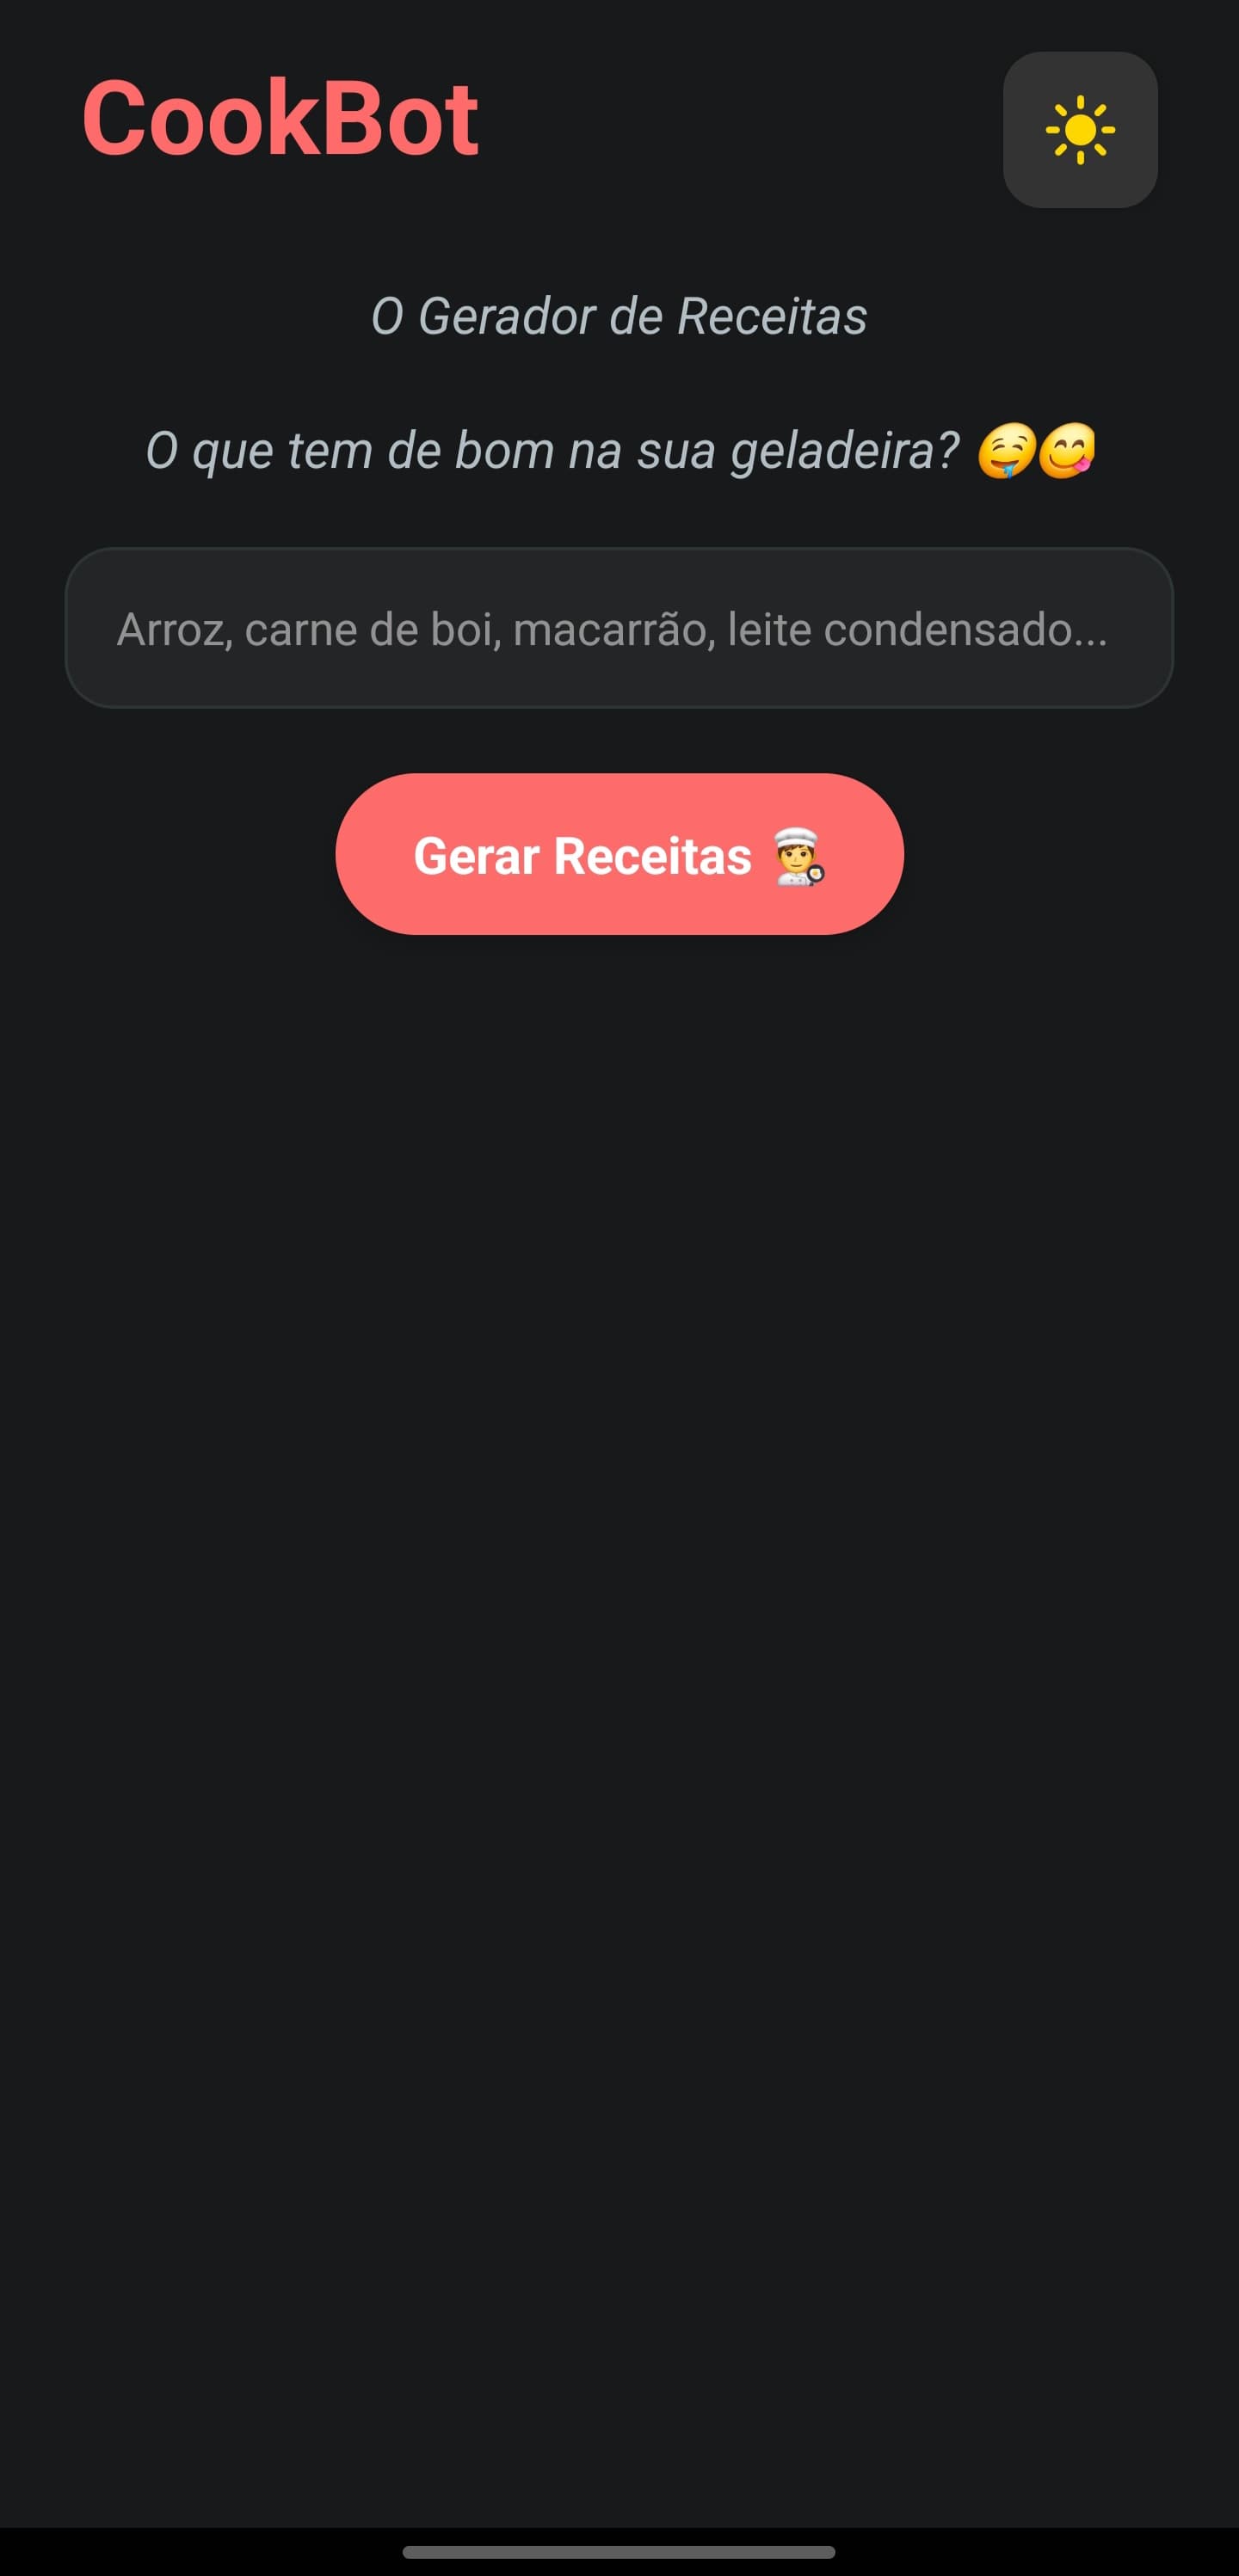 CookBot
O Gerador de Receitas
O que tem de bom na sua geladeira? 🤤😋
Arroz, carne de boi, macarrão, leite condensado...
Gerar Receitas 👨‍🍳